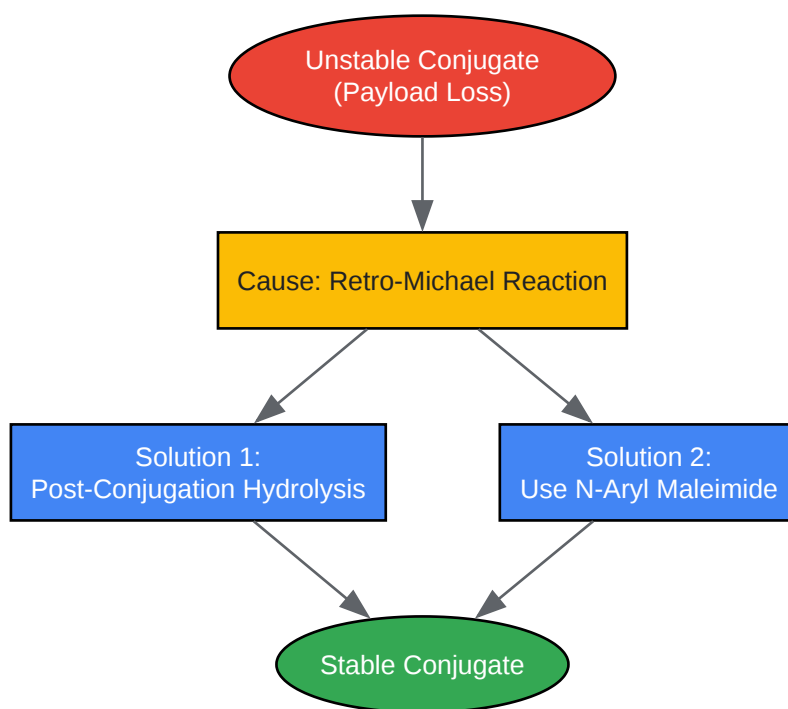 Unstable Conjugate
(Payload Loss)
Cause: Retro-Michael Reaction
Solution 1:
Post-Conjugation Hydrolysis
Solution 2:
Use N-Aryl Maleimide
Stable Conjugate